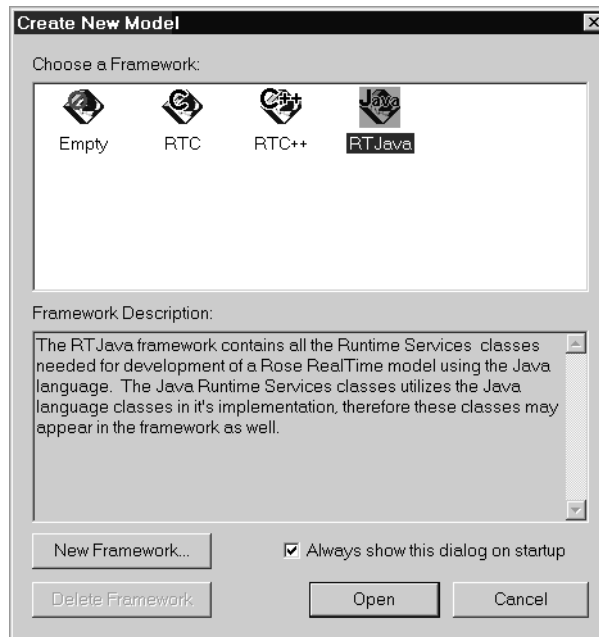 Create New Model
Choose a Framework:
Empty RTC RTC++ RTJava
Framework Description:
The RTJava framework contains all the Runtime Services classes
needed for development of a Rose RealTime model using the Java
language. The Java Runtime Services classes utilizes the Java
language classes in it's implementation, therefore these classes may
appear in the framework as well.
New Framework... Always show this dialog on startup
Delete Framework Open Cancel